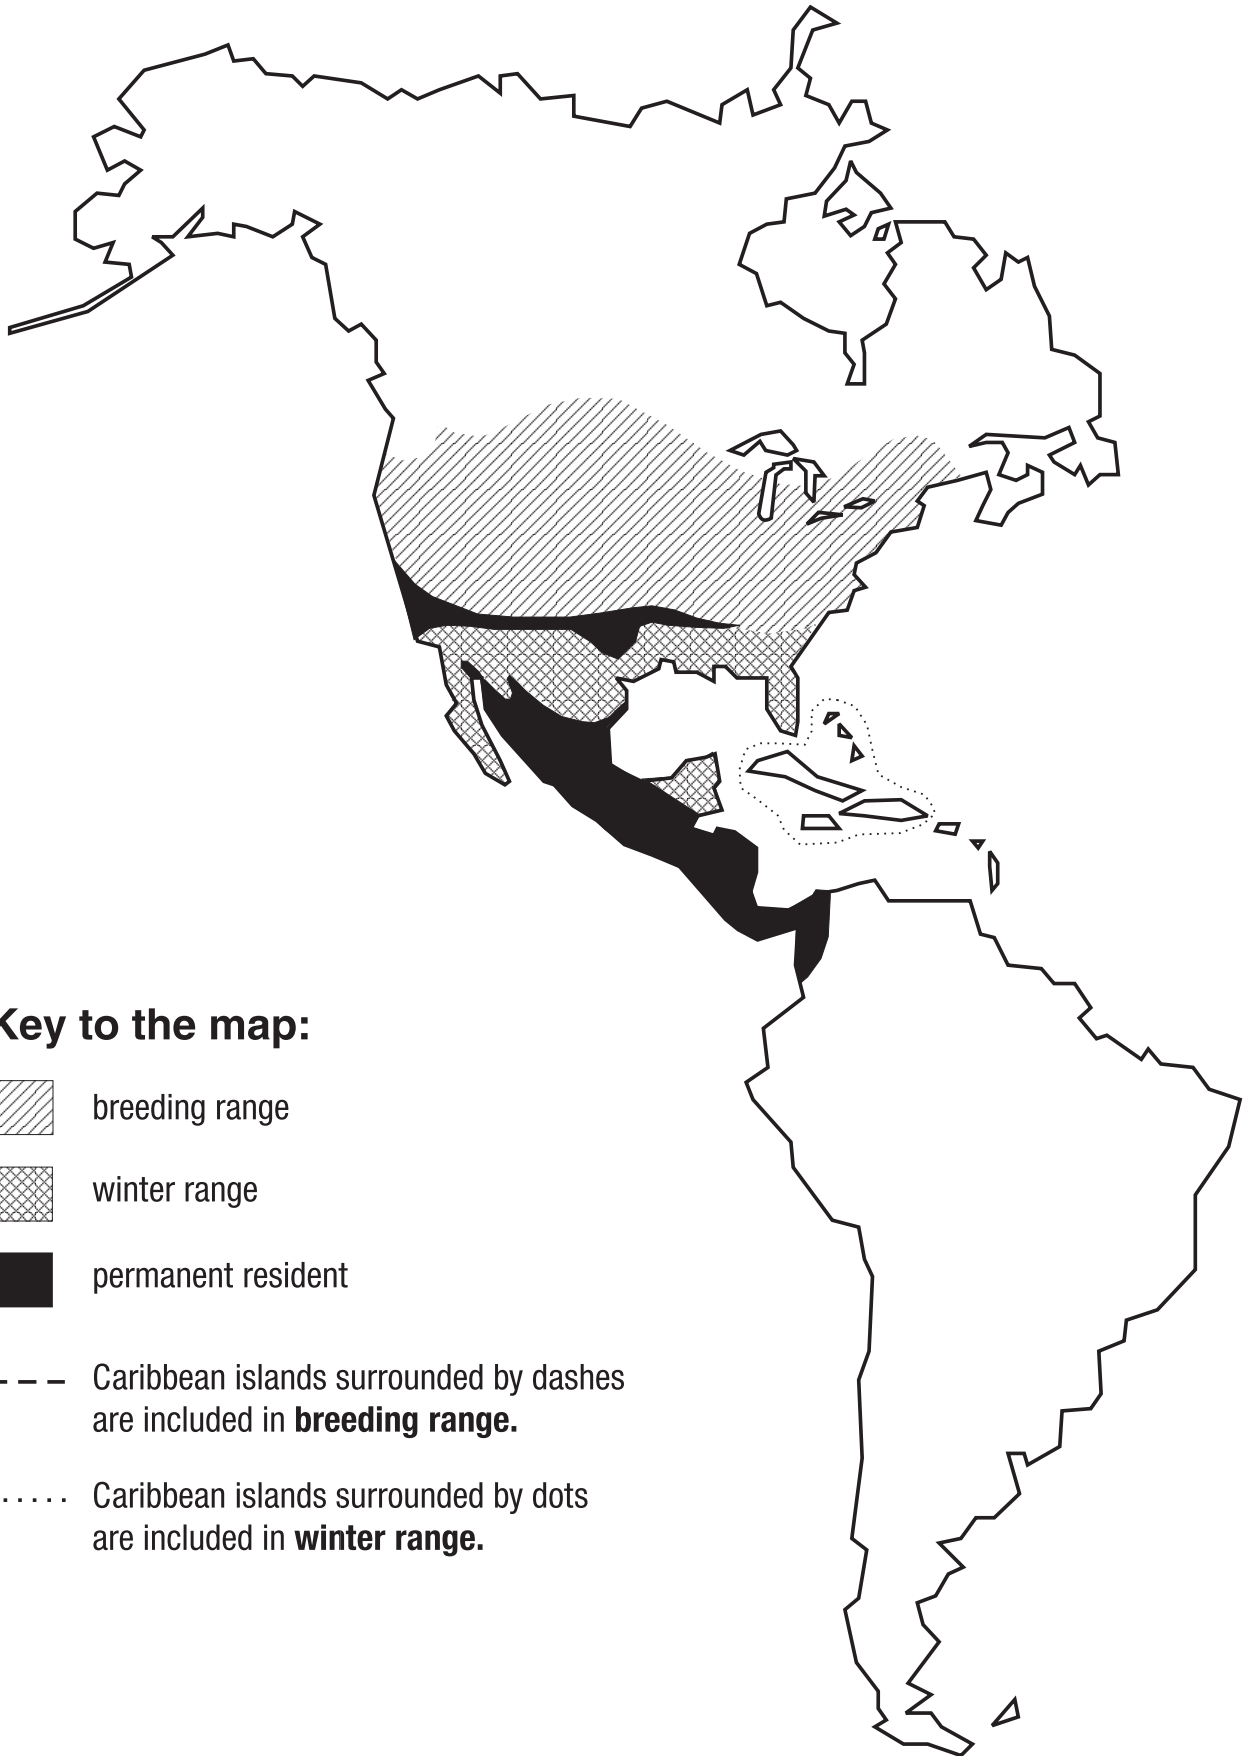 Key to the map:
breeding range
winter range
permanent resident
Caribbean islands surrounded by dashes
are included in breeding range.
Caribbean islands surrounded by dots
are included in winter range.